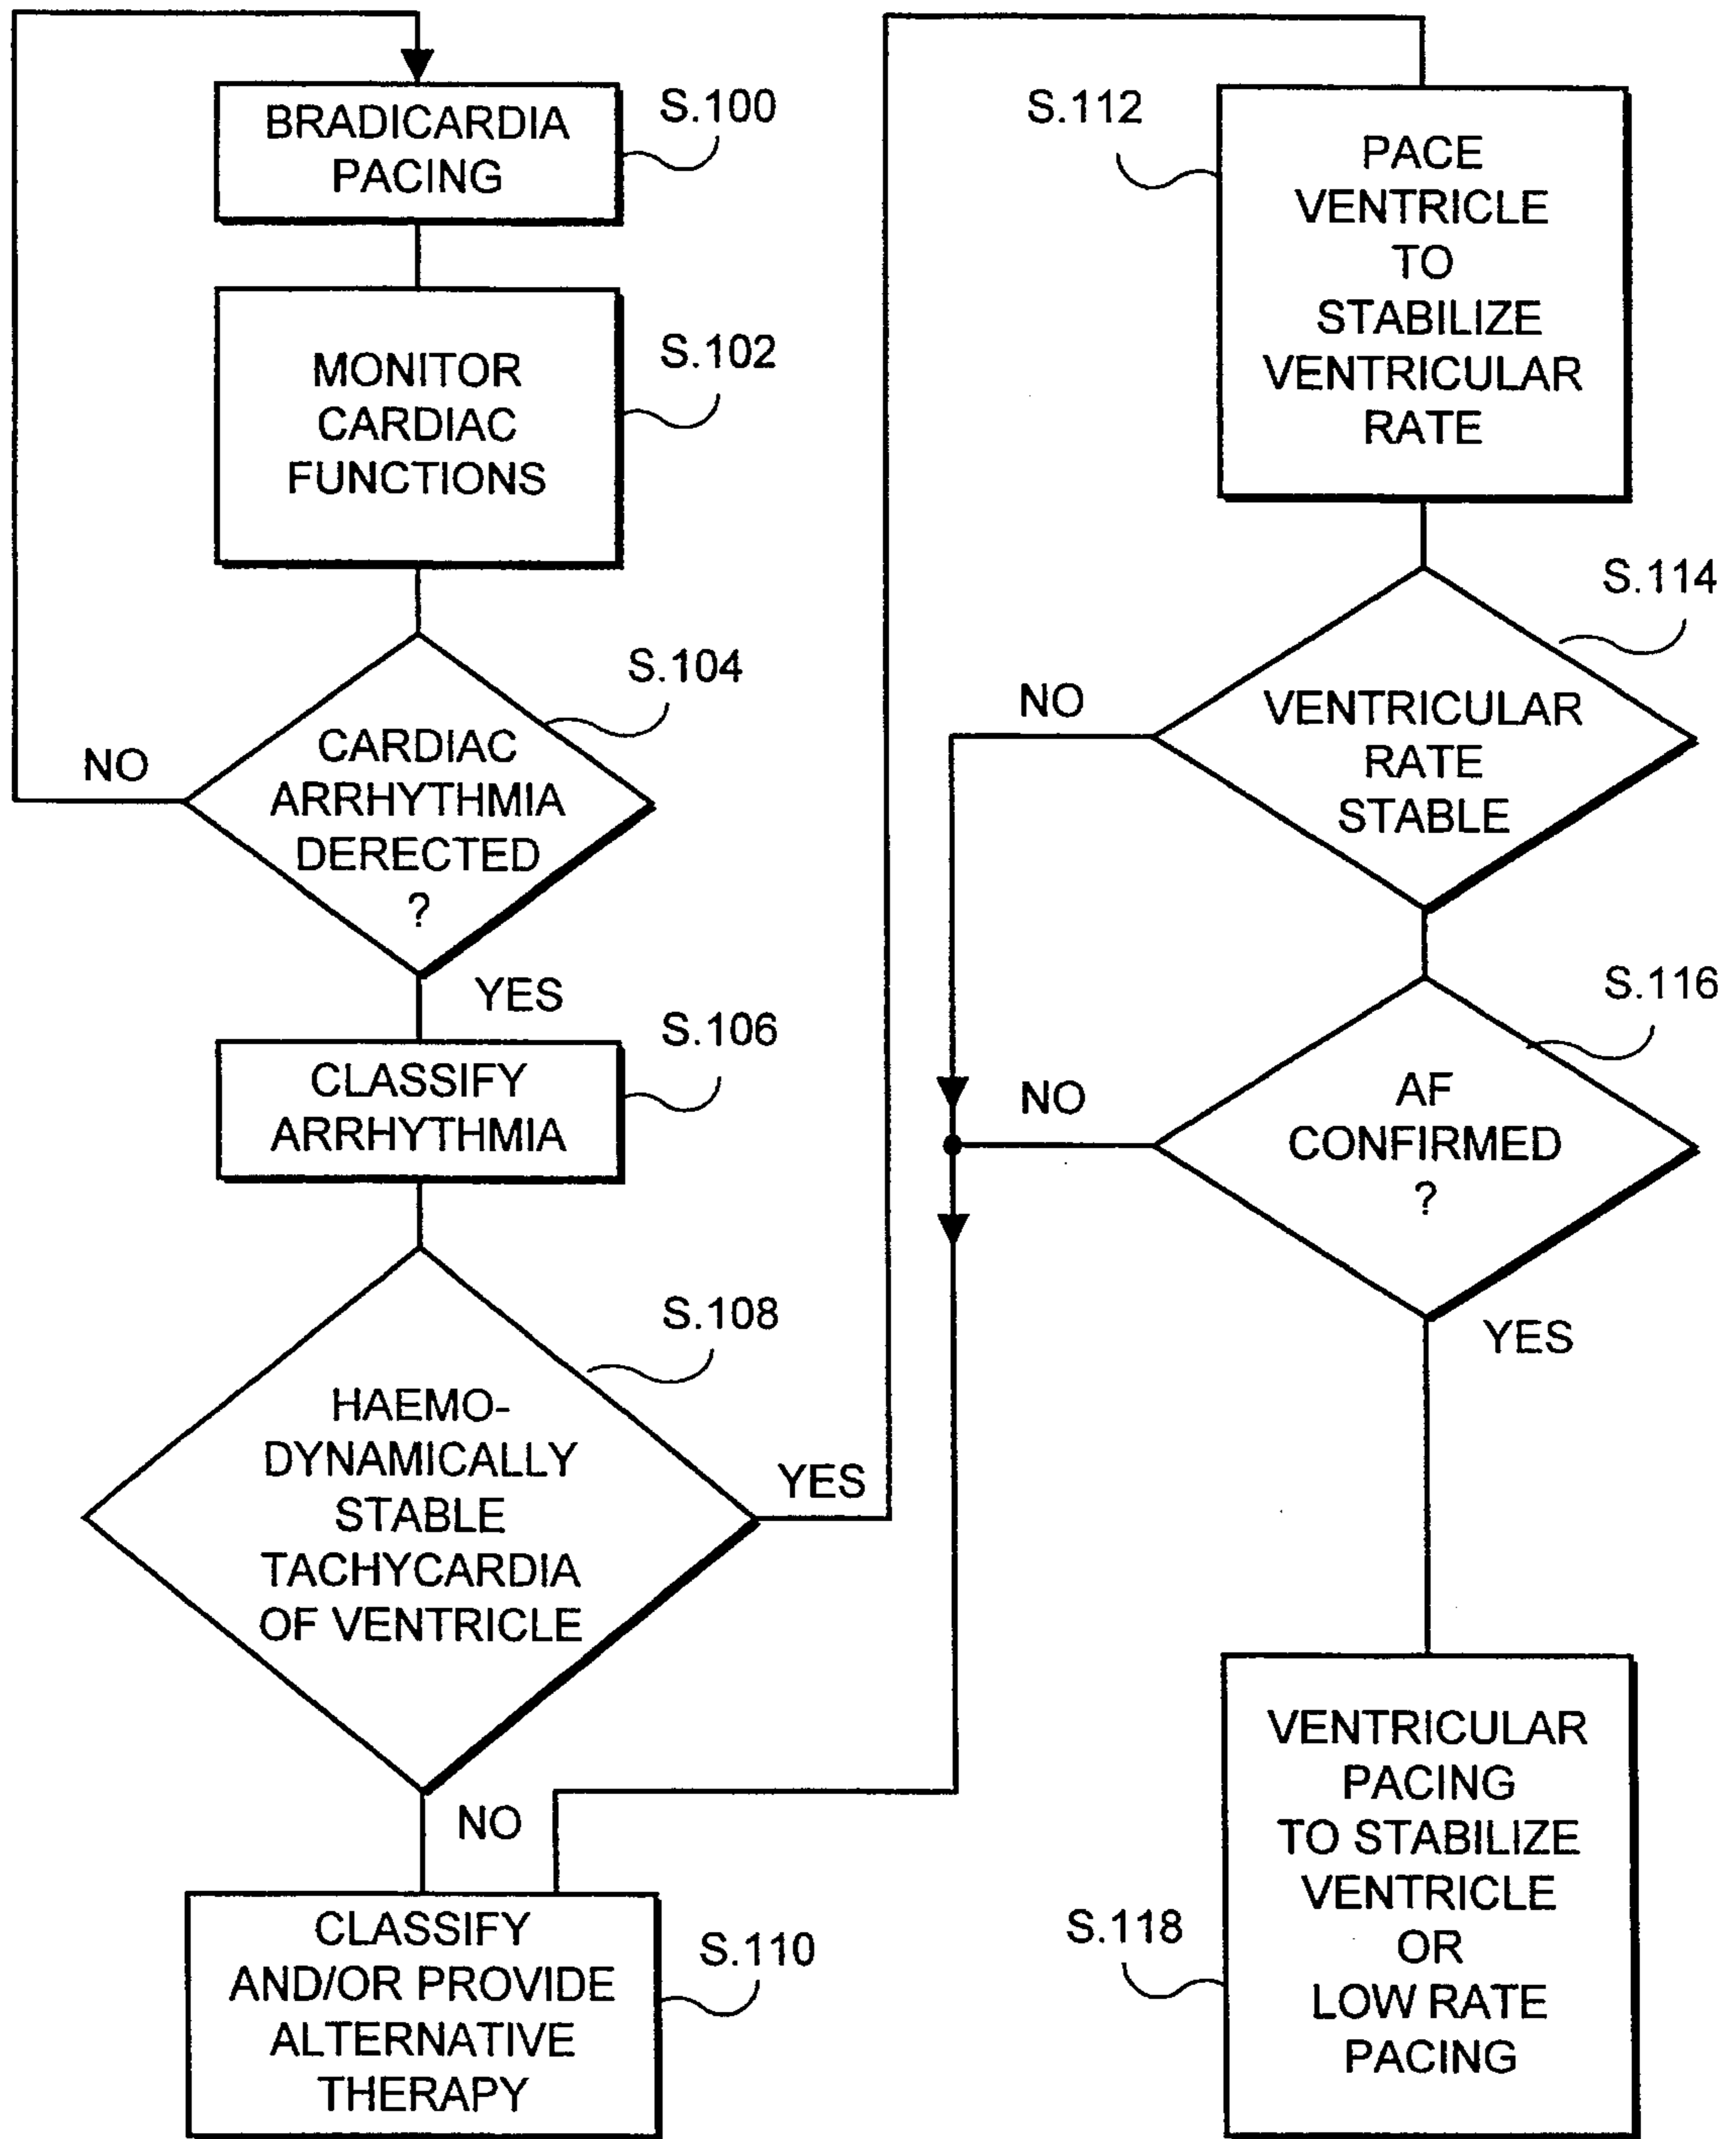 BRADICARDIA
PACING
S.100
MONITOR
CARDIAC
FUNCTIONS
S.102
S.104
NO
CARDIAC
ARRHYTHMIA
DERECTED
?
YES
S.106
CLASSIFY
ARRHYTHMIA
S.108
HAEMO-
DYNAMICALLY
STABLE
TACHYCARDIA
OF VENTRICLE
YES
NO
CLASSIFY
AND/OR PROVIDE
ALTERNATIVE
THERAPY
S.110
S.112
PACE
VENTRICLE
TO
STABILIZE
VENTRICULAR
RATE
S.114
NO
VENTRICULAR
RATE
STABLE
S.116
NO
AF
CONFIRMED
?
YES
VENTRICULAR
PACING
TO STABILIZE
VENTRICLE
OR
LOW RATE
PACING
S.118